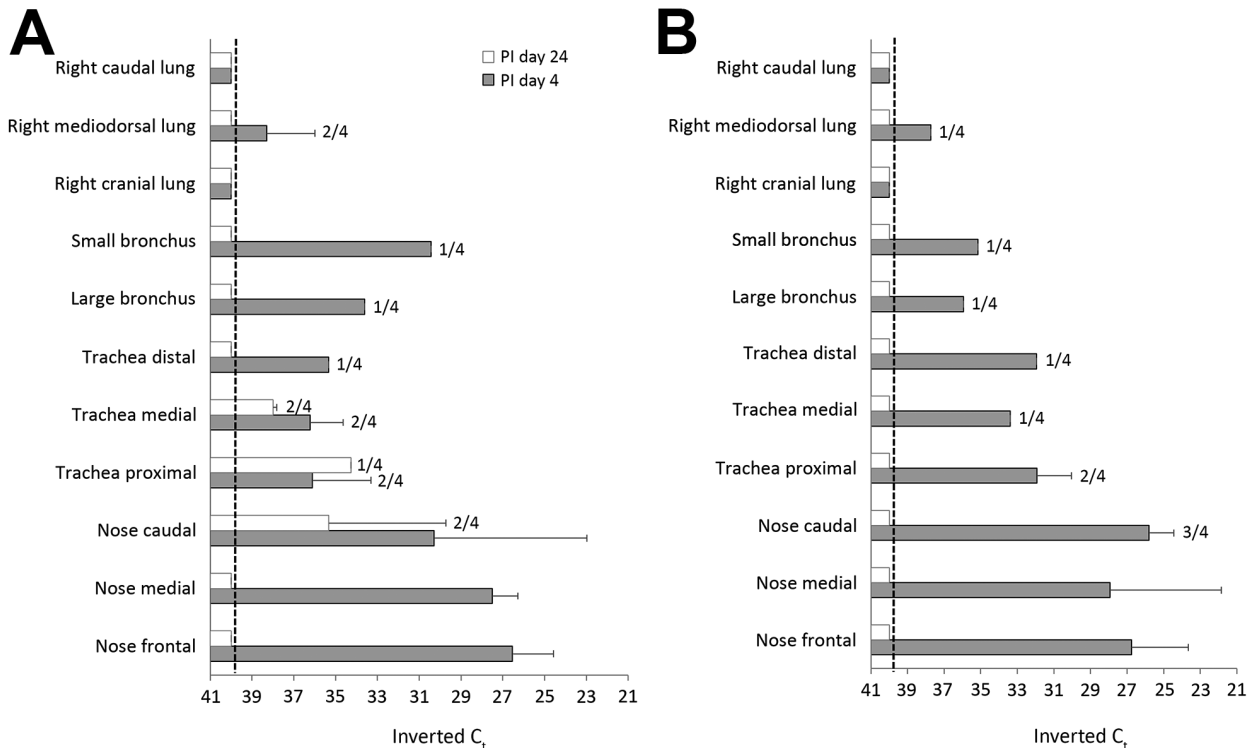 A
PI day 24
PI day 4
Right caudal lung
Right mediodorsal lung 2/4
Right cranial lung
Small bronchus 1/4
Large bronchus 1/4
Trachea distal 1/4
Trachea medial 2/4
2/4
Trachea proximal 1/4
2/4
Nose caudal 2/4
Nose medial
Nose frontal
41 39 37 35 33 31 29 27 25 23 21
Inverted Ct
B
Right caudal lung
Right mediodorsal lung 1/4
Right cranial lung
Small bronchus 1/4
Large bronchus 1/4
Trachea distal 1/4
Trachea medial 1/4
Trachea proximal 2/4
Nose caudal 3/4
Nose medial
Nose frontal
41 39 37 35 33 31 29 27 25 23 21
Inverted Ct